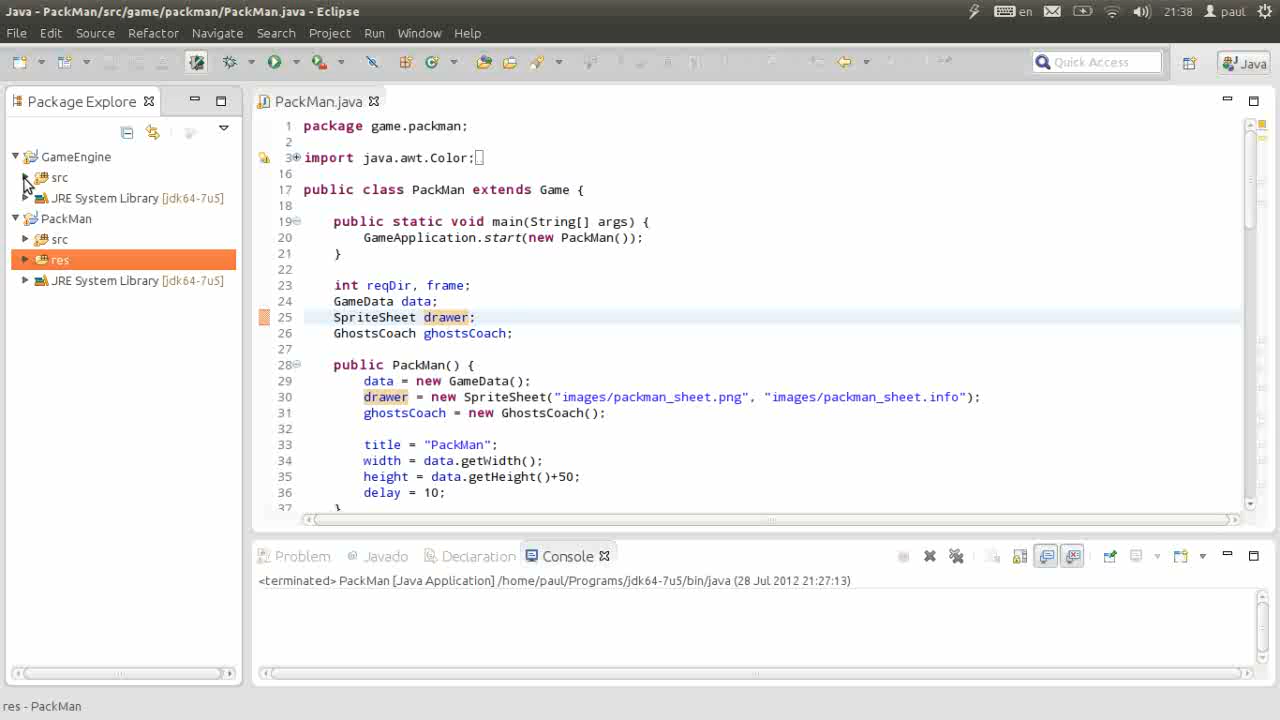 Java - PackMan/src/game/packman/PackMan.java - Eclipse
en
21:38
paul
File Edit Source Refactor Navigate Search Project Run Window Help
Quick Access
Java
Package Explore
GameEngine
src
JRE System Library [jdk64-7u5]
PackMan
src
res
JRE System Library [jdk64-7u5]
PackMan.java
1 package game.packman;
2
3 import java.awt.Color;
16
17 public class PackMan extends Game {
18
19 public static void main(String[] args) {
20 GameApplication.start(new PackMan());
21 }
22
23 int reqDir, frame;
24 GameData data;
25 SpriteSheet drawer;
26 GhostsCoach ghostsCoach;
27
28 public PackMan() {
29 data = new GameData();
30 drawer = new SpriteSheet("images/packman_sheet.png", "images/packman_sheet.info");
31 ghostsCoach = new GhostsCoach();
32
33 title = "PackMan";
34 width = data.getWidth();
35 height = data.getHeight()+50;
36 delay = 10;
37 }
Problem Javado Declaration Console
<terminated> PackMan [Java Application] /home/paul/Programs/jdk64-7u5/bin/java (28 Jul 2012 21:27:13)
res - PackMan